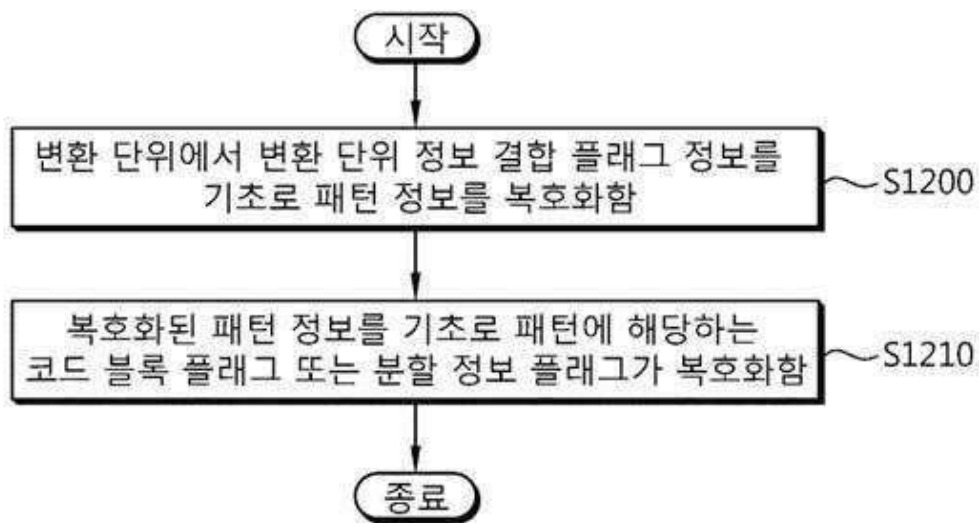 시작
변환 단위에서 변환 단위 정보 결합 플래그 정보를
기초로 패턴 정보를 복호화함
S1200
복호화된 패턴 정보를 기초로 패턴에 해당하는
코드 블록 플래그 또는 분할 정보 플래그가 복호화함
S1210
종료